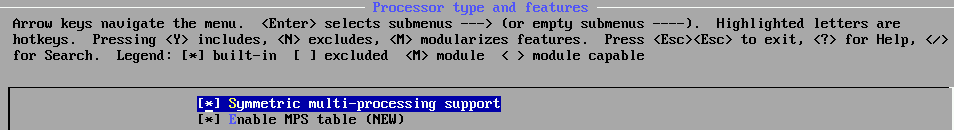 Processor type and features
Arrow keys navigate the menu.  <Enter> selects submenus ---> (or empty submenus ----).  Highlighted letters are
hotkeys.  Pressing <Y> includes, <N> excludes, <M> modularizes features.  Press <Esc><Esc> to exit, <?> for Help, </>
for Search.  Legend: [*] built-in  [ ] excluded  <M> module  < > module capable
[*] Symmetric multi-processing support
[*] Enable MPS table (NEW)